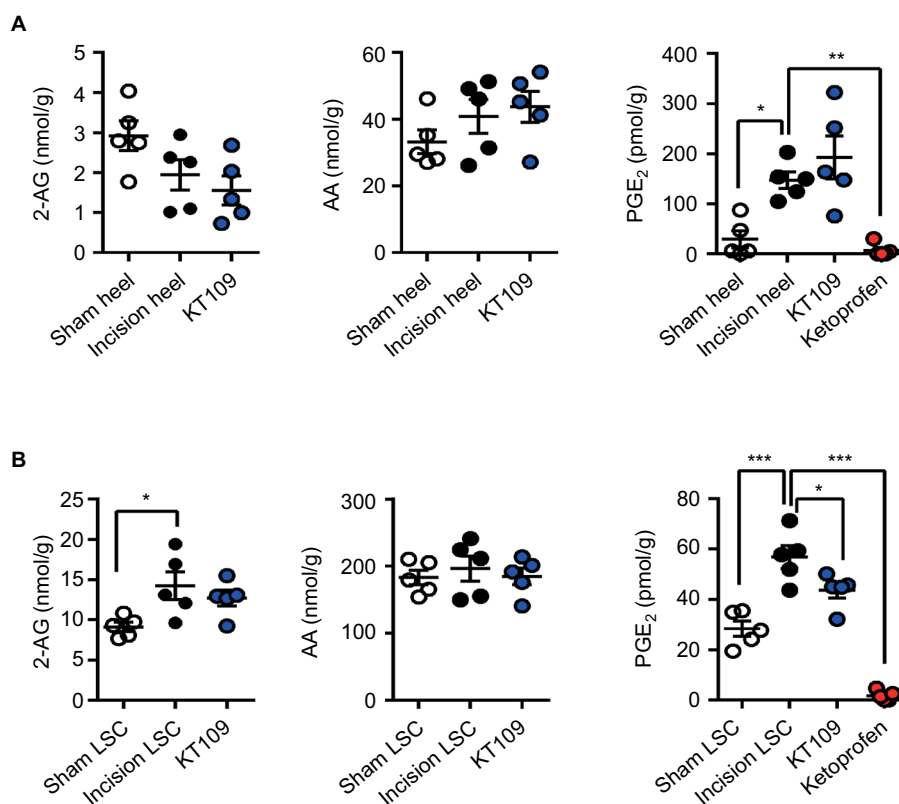 A
2-AG (nmol/g)
5
4
3
2
1
0
Sham heel
Incision heel
KT109
AA (nmol/g)
60
40
20
0
Sham heel
Incision heel
KT109
PGE2 (pmol/g)
400
300
200
100
0
*
**
Sham heel
Incision heel
KT109
Ketoprofen
B
2-AG (nmol/g)
25
20
15
10
5
0
*
Sham LSC
Incision LSC
KT109
AA (nmol/g)
300
200
100
0
Sham LSC
Incision LSC
KT109
PGE2 (pmol/g)
80
60
40
20
0
***
***
*
Sham LSC
Incision LSC
KT109
Ketoprofen